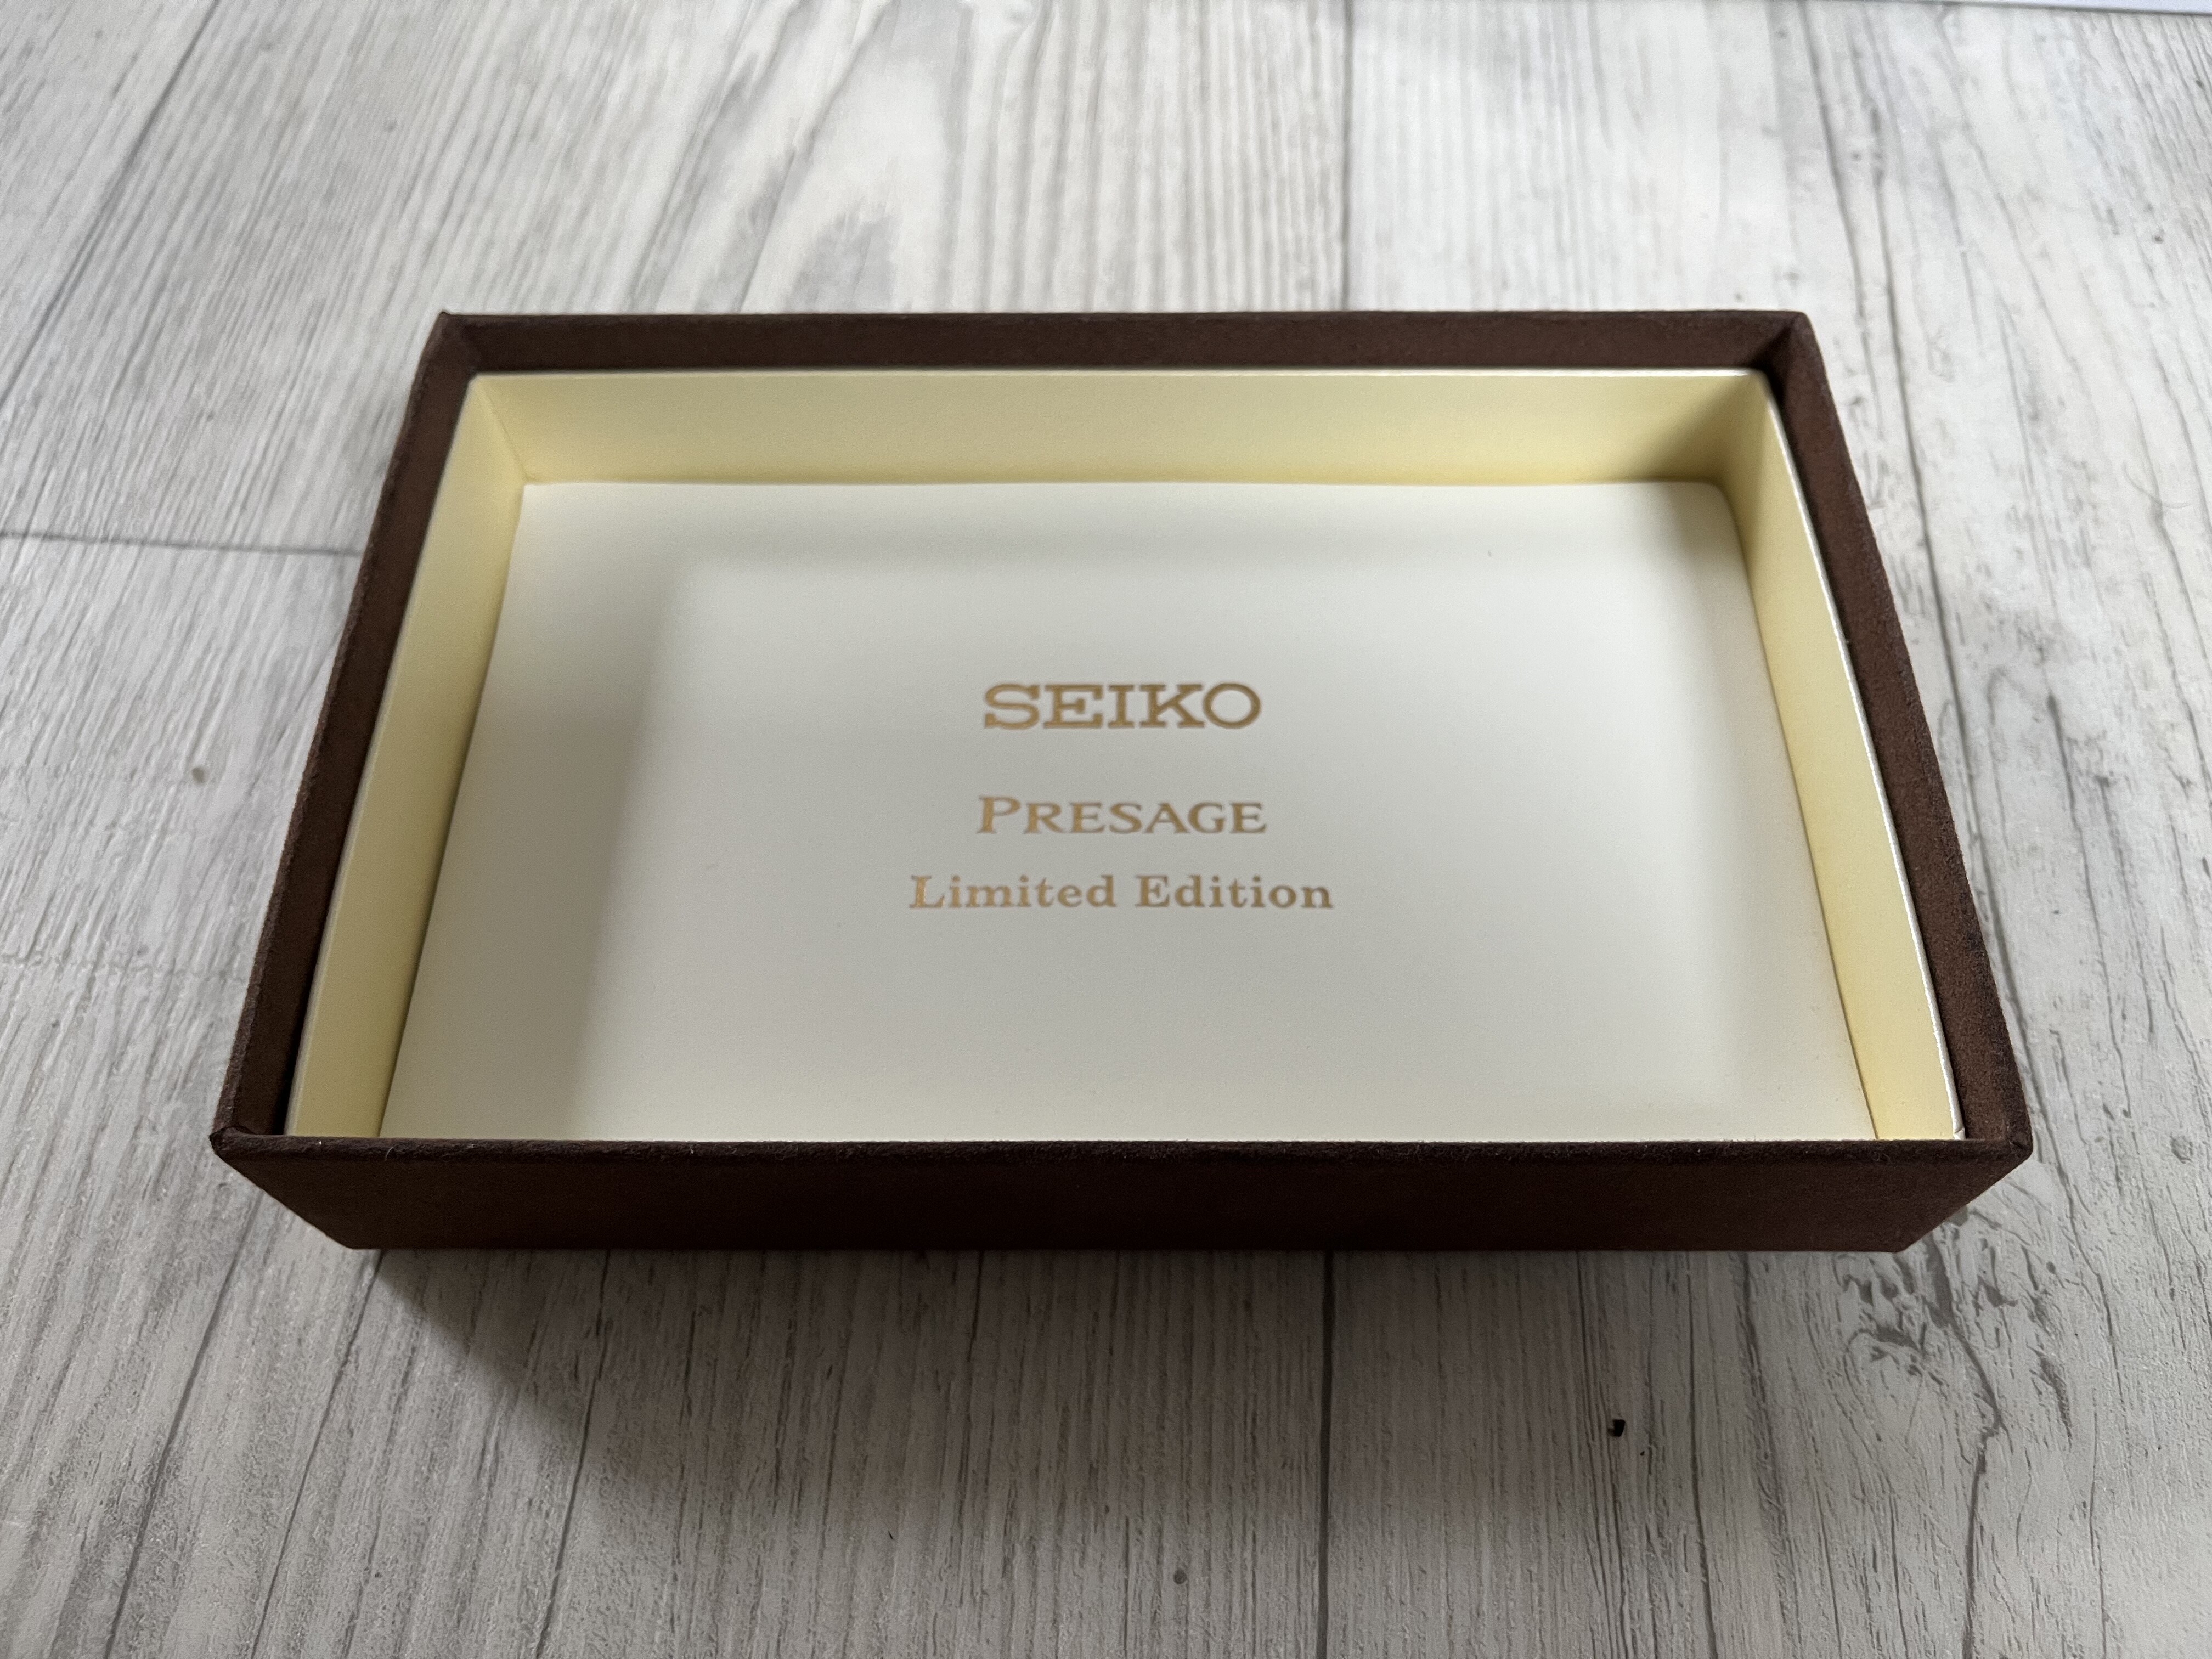 SEIKO
PRESAGE
Limited Edition